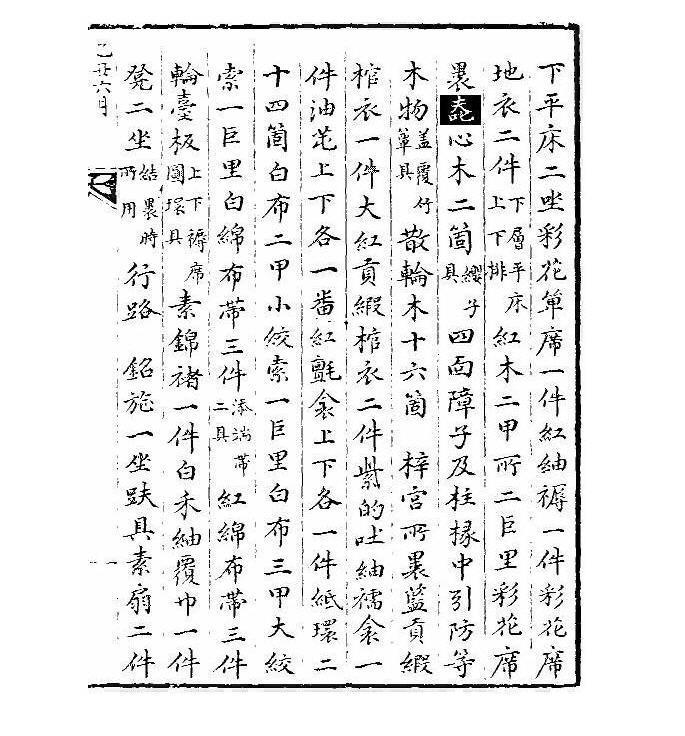 下平床二坐彩花單席一件紅紬褥一件彩花席
地衣二件下層平床上下排紅木二甲所二巨里彩花席
裹心木二箇纓子具四面障子及柱椽中引防等
木物盖覆竹簟具散輪木十六箇 梓宮所裹藍貢緞
棺衣一件大紅貢緞棺衣二件紫的吐紬襦衾一
件油芚上下各一番紅氈衾上下各一件紙環二
十四箇白布二甲小絞索一巨里白布三甲大絞
索一巨里白綿布帶三件添端帶二具紅綿布帶三件
輪臺板上下褥席圓環具素錦褚一件白禾紬覆巾一件
凳二坐結裹時所用行路 銘旌一坐趺具素扇二件
乙丑六月